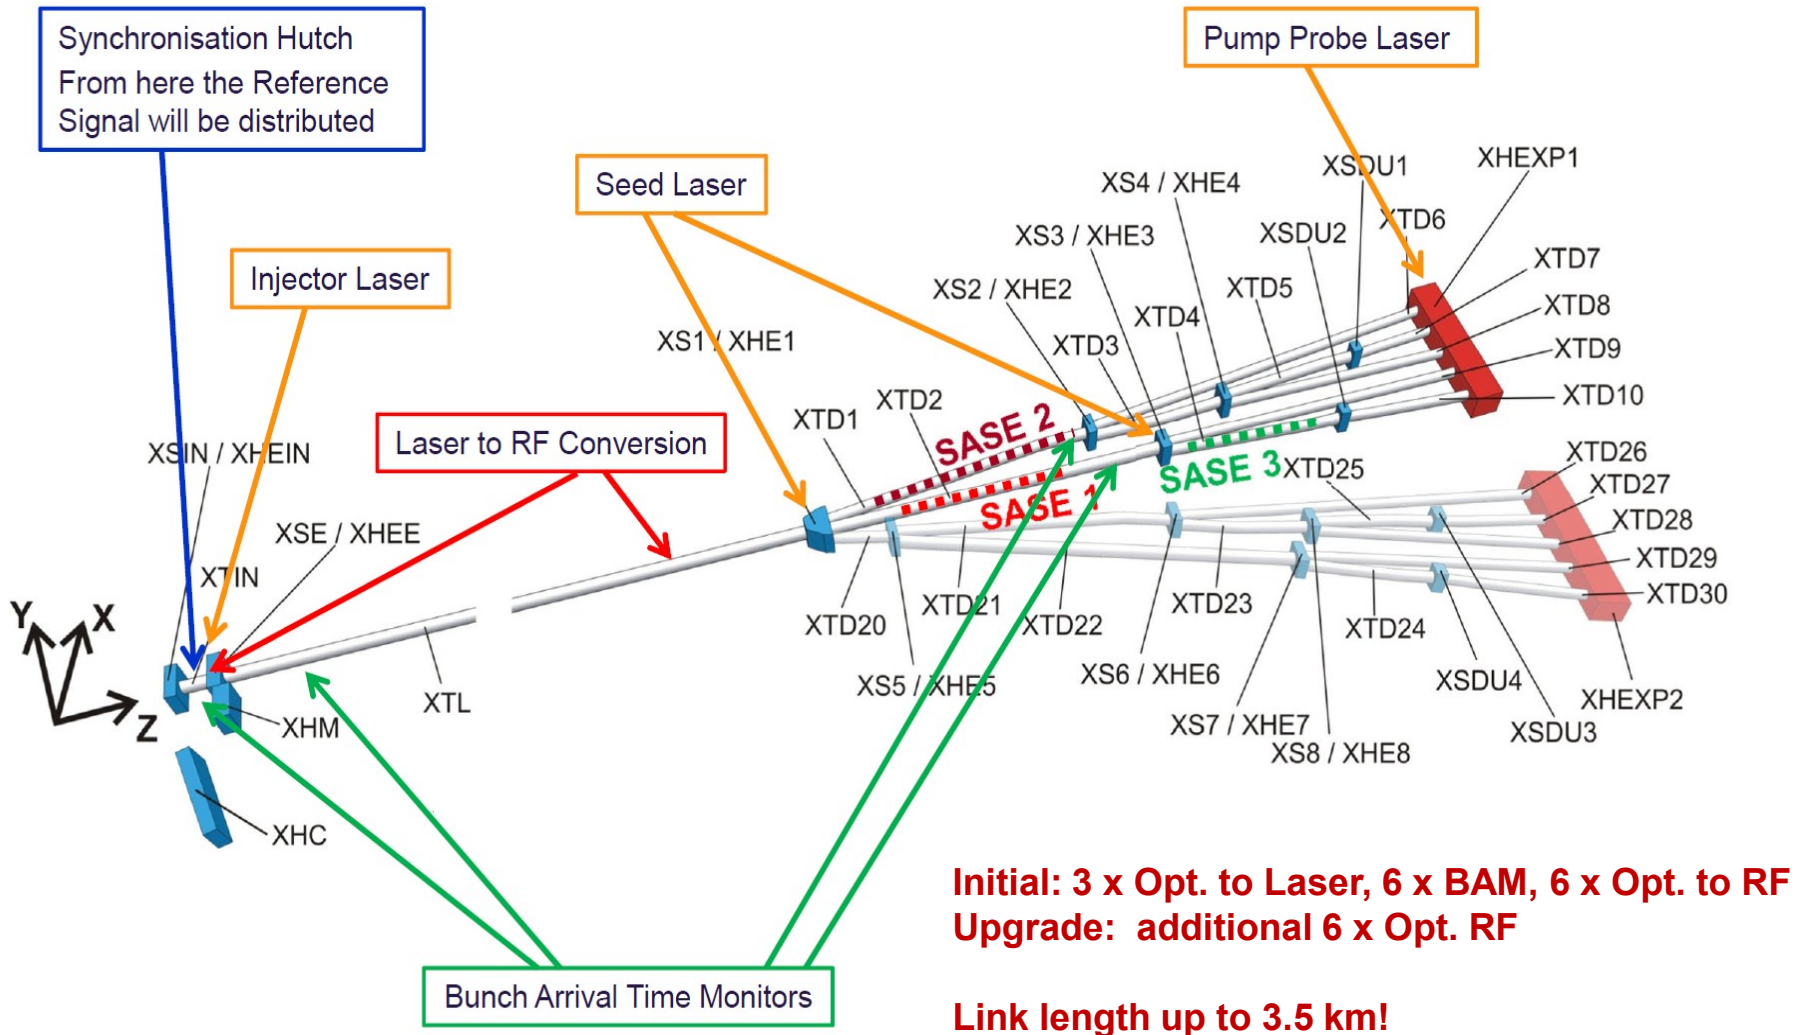 Synchronisation Hutch
From here the Reference
Signal will be distributed
Pump Probe Laser
Seed Laser
Injector Laser
Laser to RF Conversion
XSDU1
XHEXP1
XS4 / XHE4
XTD6
XS3 / XHE3
XSDU2
XTD7
XS2 / XHE2
XTD5
XTD8
XTD4
XS1 / XHE1
XTD3
XTD9
XTD10
XTD2
XTD1
SASE 2
SASE 1
SASE 3
XSIN / XHEIN
XSE / XHEE
XTIN
XTD25
XTD26
XTD27
XTD28
XTD29
XTD30
XTD20
XTD21
XTD22
XTD23
XTD24
Y
X
Z
XTL
XHM
XHC
XS5 / XHE5
XS6 / XHE6
XS7 / XHE7
XS8 / XHE8
XSDU4
XSDU3
XHEXP2
Bunch Arrival Time Monitors
Initial: 3 x Opt. to Laser, 6 x BAM, 6 x Opt. to RF
Upgrade: additional 6 x Opt. RF
Link length up to 3.5 km!